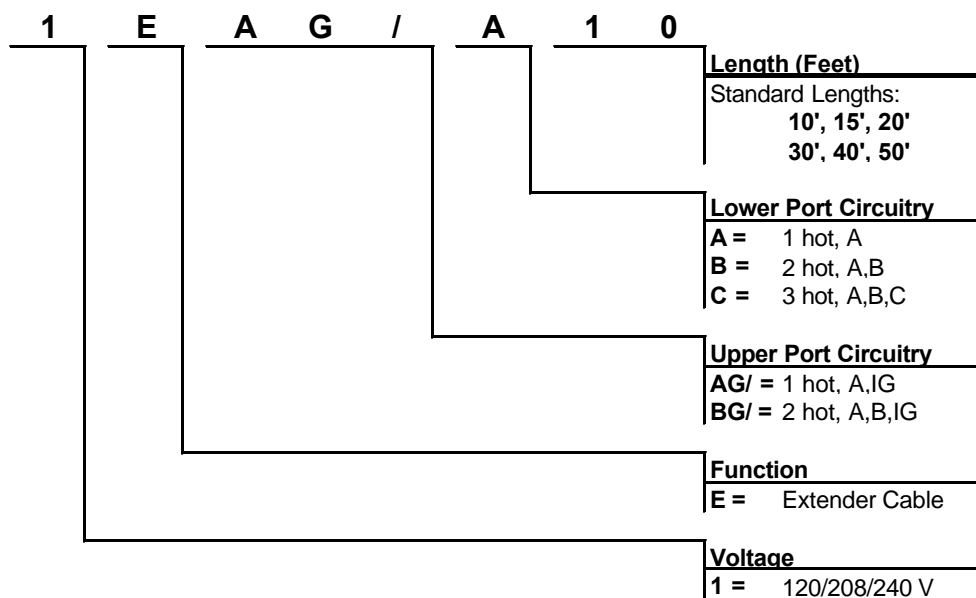 1 E A G / A 1 0
Length (Feet)
Standard Lengths:
10', 15', 20'
30', 40', 50'
Lower Port Circuitry
A = 1 hot, A
B = 2 hot, A,B
C = 3 hot, A,B,C
Upper Port Circuitry
AG/ = 1 hot, A,IG
BG/ = 2 hot, A,B,IG
Function
E = Extender Cable
Voltage
1 = 120/208/240 V